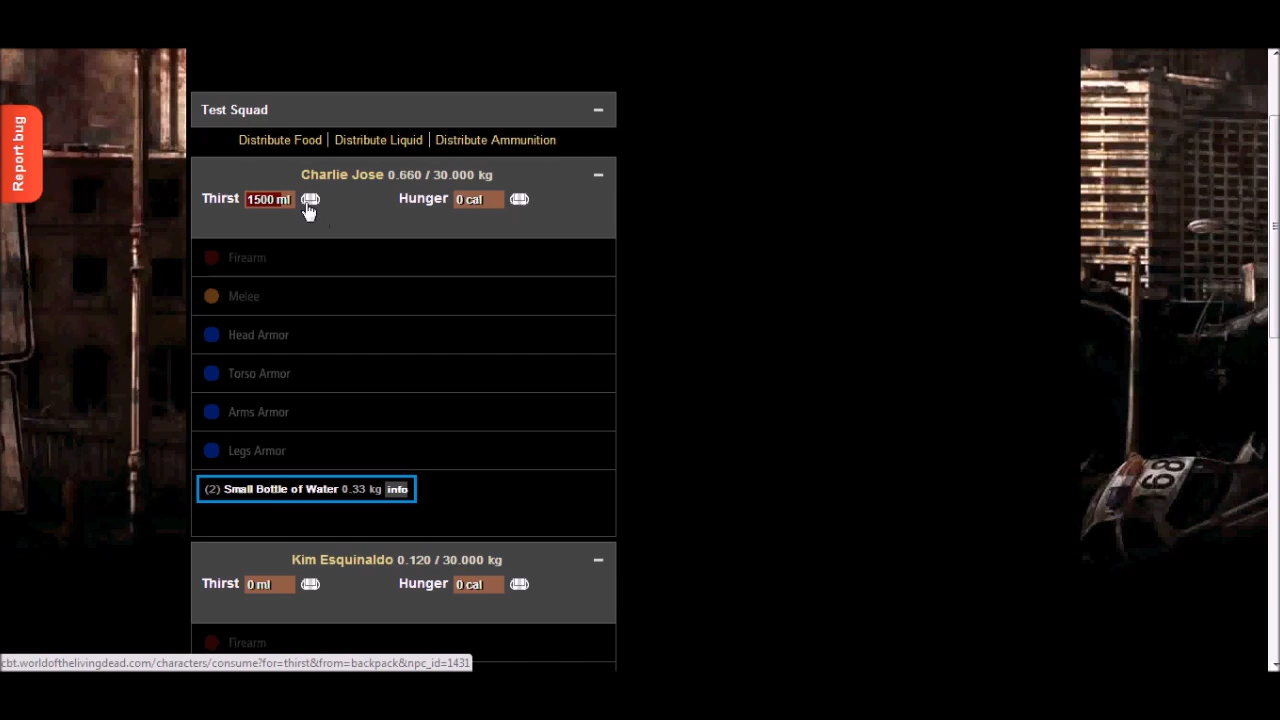 Report bug
Test Squad
Distribute Food | Distribute Liquid | Distribute Ammunition
Charlie Jose 0.660 / 30.000 kg
Thirst 1500 ml Hunger 0 cal
Firearm
Melee
Head Armor
Torso Armor
Arms Armor
Legs Armor
(2) Small Bottle of Water 0.33 kg info
Kim Esquinaldo 0.120 / 30.000 kg
Thirst 0 ml Hunger 0 cal
Firearm
cbt.worldofthelivingdead.com/characters/consume?for=thirst&from=backpack&npc_id=1431
89